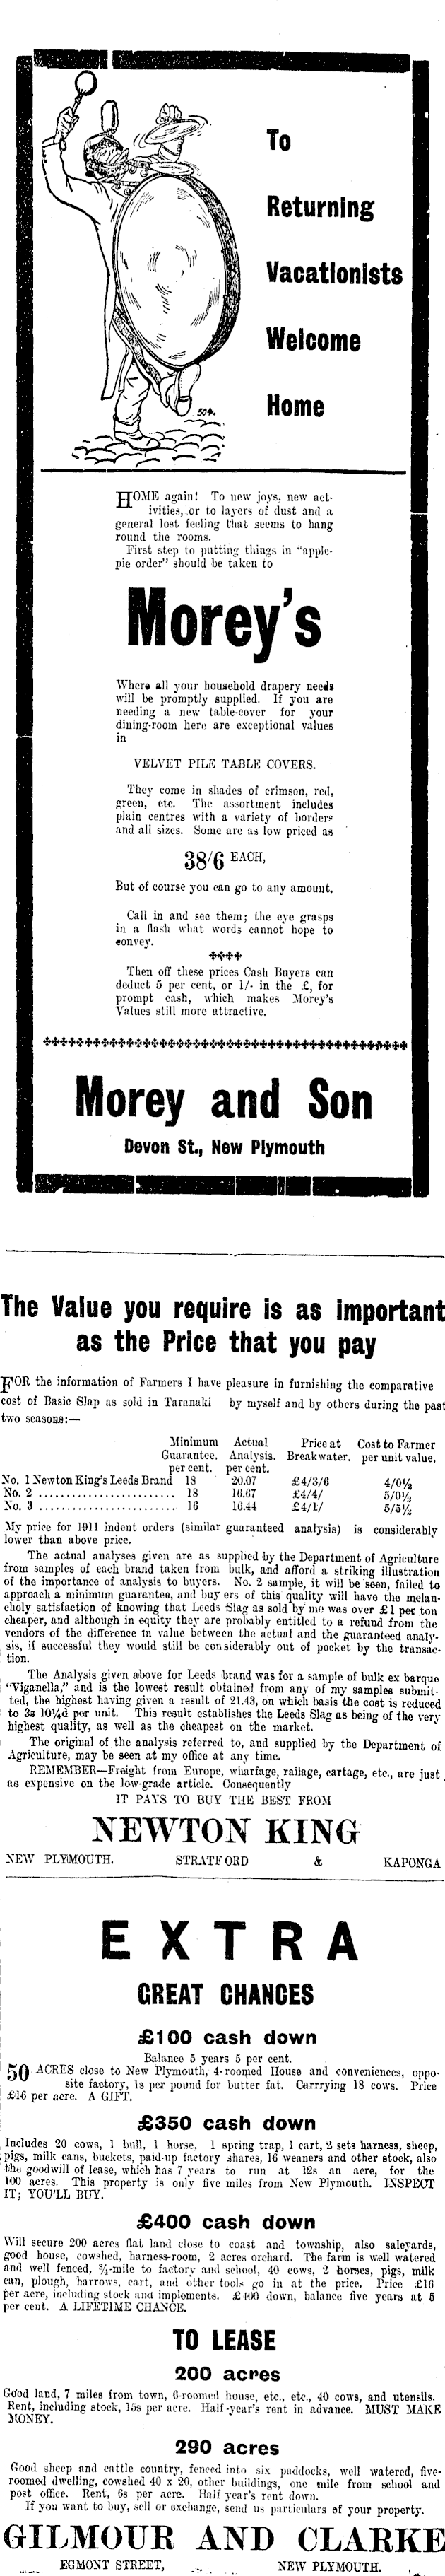 To
Returning
Vacationists
Welcome
Home
504.
HOME again! To new joys, new act-
ivities, or to layers of dust and a
general lost feeling that seems to hang
round the rooms.
First step to putting things in "apple-
pie order" should be taken to
Morey's
Where all your household drapery needs
will be promptly supplied. If you are
needing a new table-cover for your
dining-room here are exceptional values
in
VELVET PILE TABLE COVERS.
They come in shades of crimson, red,
green, etc. The assortment includes
plain centres with a variety of borders
and all sizes. Some are as low priced as
38/6 EACH,
But of course you can go to any amount.
Call in and see them; the eye grasps
in a flash what words cannot hope to
convey.
Then off these prices Cash Buyers can
deduct 5 per cent, or 1/- in the £, for
prompt cash, which makes Morey's
Values still more attractive.
Morey and Son
Devon St., New Plymouth
The Value you require is as important
as the Price that you pay
FOR the information of Farmers I have pleasure in furnishing the comparative
cost of Basic Slap as sold in Taranaki by myself and by others during the past
two seasons:—
Minimum Actual Price at Cost to Farmer
Guarantee. Analysis. Breakwater. per unit value.
per cent. per cent.
No. 1 Newton King's Leeds Brand 18 20.07 £4/3/6 4/0½
No. 2 ......................... 18 16.67 £4/4/ 5/0½
No. 3 ......................... 16 16.44 £4/1/ 5/5½
My price for 1911 indent orders (similar guaranteed analysis) is considerably
lower than above price.
The actual analyses given are as supplied by the Department of Agriculture
from samples of each brand taken from bulk, and afford a striking illustration
of the importance of analysis to buyers. No. 2 sample, it will be seen, failed to
approach a minimum guarantee, and buyers of this quality will have the melan-
choly satisfaction of knowing that Leeds Slag as sold by me was over £1 per ton
cheaper, and although in equity they are probably entitled to a refund from the
vendors of the difference in value between the actual and the guaranteed analy-
sis, if successful they would still be considerably out of pocket by the transac-
tion.
The Analysis given above for Leeds brand was for a sample of bulk ex barque
"Viganella," and is the lowest result obtained from any of my samples submit-
ted, the highest having given a result of 21.43, on which basis the cost is reduced
to 3s 10¼d per unit. This result establishes the Leeds Slag as being of the very
highest quality, as well as the cheapest on the market.
The original of the analysis referred to, and supplied by the Department of
Agriculture, may be seen at my office at any time.
REMEMBER—Freight from Europe, wharfage, railage, cartage, etc., are just
as expensive on the low-grade article. Consequently
IT PAYS TO BUY THE BEST FROM
NEWTON KING
NEW PLYMOUTH. STRATFORD & KAPONGA
EXTRA
GREAT CHANCES
£100 cash down
Balance 5 years 5 per cent.
50 ACRES close to New Plymouth, 4-roomed House and conveniences, oppo-
site factory, 1s per pound for butter fat. Carrrying 18 cows. Price
£16 per acre. A GIFT.
£350 cash down
Includes 20 cows, 1 bull, 1 horse, 1 spring trap, 1 cart, 2 sets harness, sheep,
pigs, milk cans, buckets, paid-up factory shares, 16 weaners and other stock, also
the goodwill of lease, which has 7 years to run at 12s an acre, for the
100 acres. This property is only five miles from New Plymouth. INSPECT
IT; YOU'LL BUY.
£400 cash down
Will secure 200 acres flat land close to coast and township, also saleyards,
good house, cowshed, harness-room, 2 acres orchard. The farm is well watered
and well fenced, ¾-mile to factory and school, 40 cows, 2 horses, pigs, milk
can, plough, harrows, cart, and other tools go in at the price. Price £16
per acre, including stock and implements. £400 down, balance five years at 5
per cent. A LIFETIME CHANCE.
TO LEASE
200 acres
Good land, 7 miles from town, 6-roomed house, etc., etc., 40 cows, and utensils.
Rent, including stock, 15s per acre. Half-year's rent in advance. MUST MAKE
MONEY.
290 acres
Good sheep and cattle country, fenced into six paddocks, well watered, five-
roomed dwelling, cowshed 40 x 20, other buildings, one mile from school and
post office. Rent, 6s per acre. Half year's rent down.
If you want to buy, sell or exchange, send us particulars of your property.
GILMOUR AND CLARKE
EGMONT STREET, NEW PLYMOUTH.